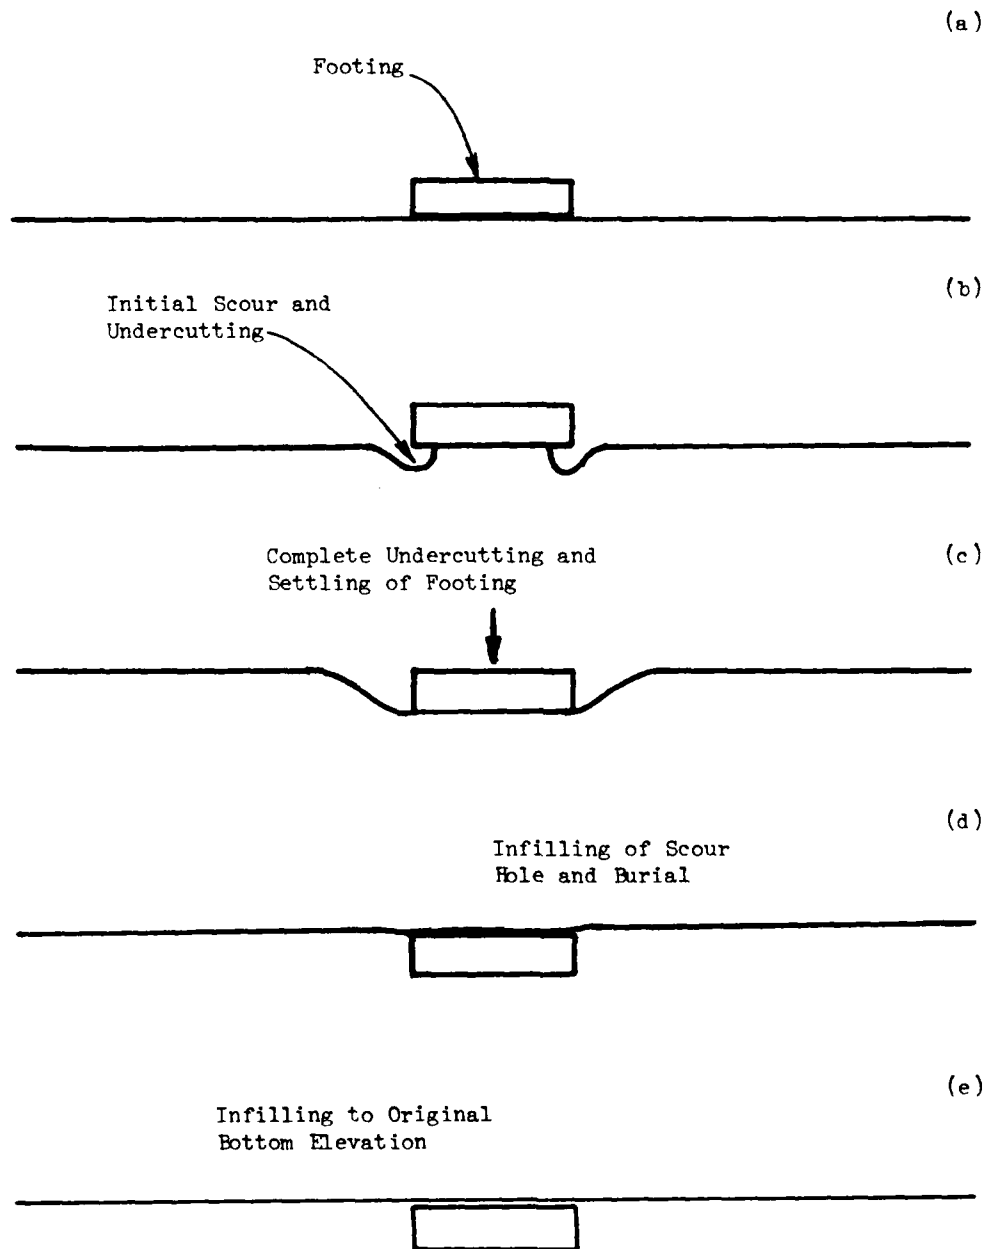 (a)
Footing
(b)
Initial Scour and
Undercutting
(c)
Complete Undercutting and
Settling of Footing
(d)
Infilling of Scour
Hole and Burial
(e)
Infilling to Original
Bottom Elevation